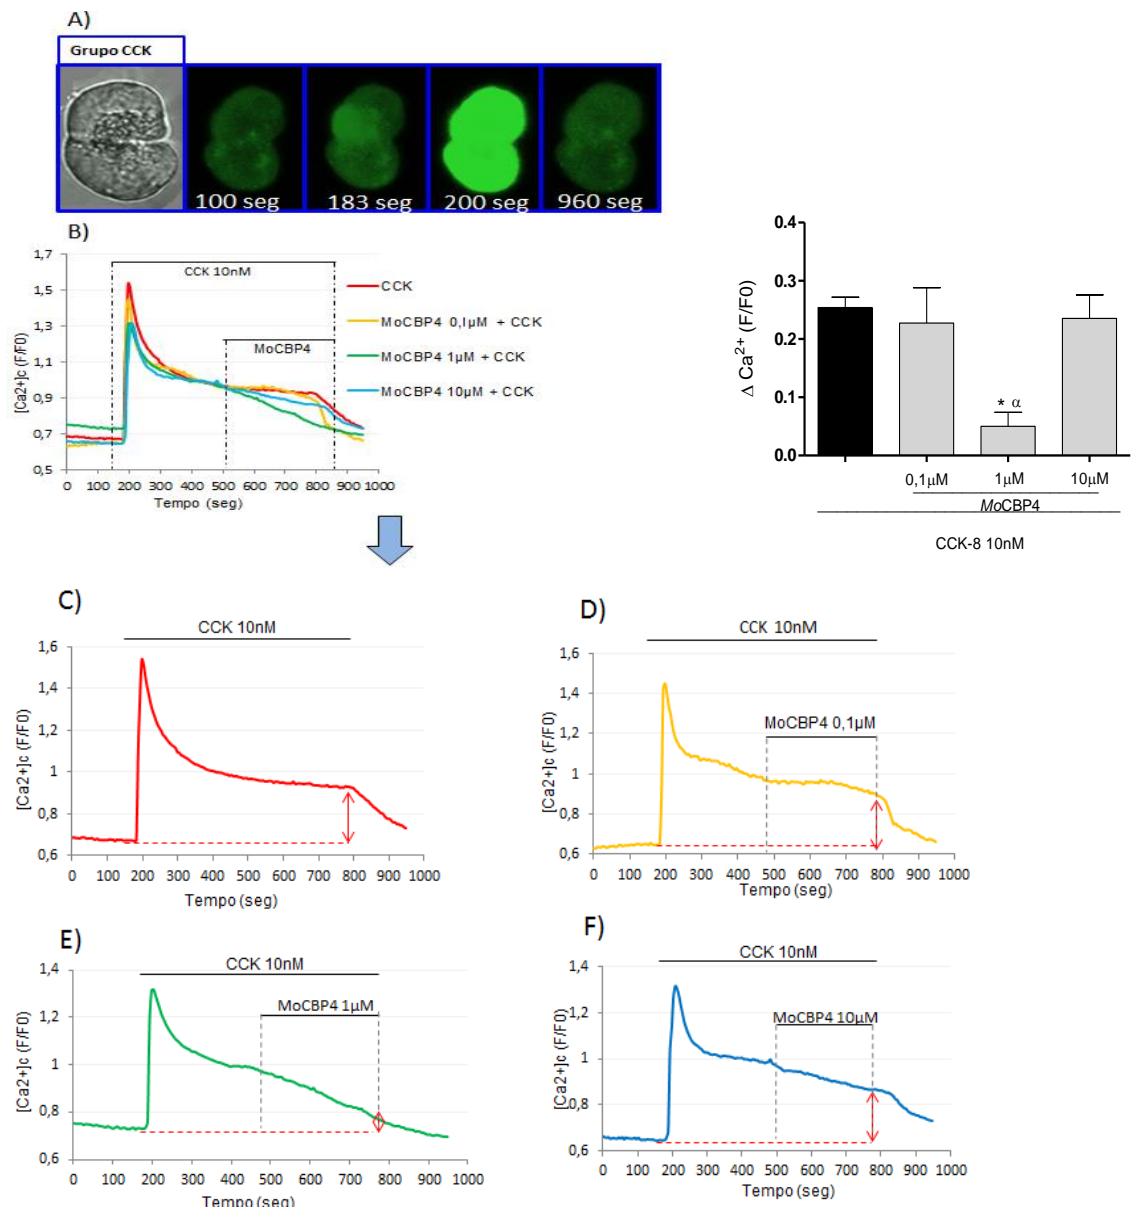 A)
Grupo CCK
100 seg 183 seg 200 seg 960 seg
B)
1,7
1,5
1,3
1,1
0,9
0,7
0,5
[Ca2+]c (F/F0)
CCK 10nM
MoCBP4
0 100 200 300 400 500 600 700 800 900 1000
Tempo (seg)
CCK
MoCBP4 0,1µM + CCK
MoCBP4 1µM + CCK
MoCBP4 10µM + CCK
0.4
0.3
0.2
0.1
0.0
Δ Ca2+ (F/F0)
* α
0,1µM 1µM 10µM
MoCBP4
CCK-8 10nM
C)
CCK 10nM
1,6
1,4
1,2
1
0,8
0,6
[Ca2+]c (F/F0)
0 100 200 300 400 500 600 700 800 900 1000
Tempo (seg)
D)
CCK 10nM
1,6
1,4
1,2
1
0,8
0,6
[Ca2+]c (F/F0)
MoCBP4 0,1µM
0 100 200 300 400 500 600 700 800 900 1000
Tempo (seg)
E)
CCK 10nM
1,4
1,2
1
0,8
0,6
[Ca2+]c (F/F0)
MoCBP4 1µM
0 100 200 300 400 500 600 700 800 900 1000
Tempo (seg)
F)
CCK 10nM
1,4
1,2
1
0,8
0,6
[Ca2+]c (F/F0)
MoCBP4 10µM
0 100 200 300 400 500 600 700 800 900 1000
Tempo (seg)